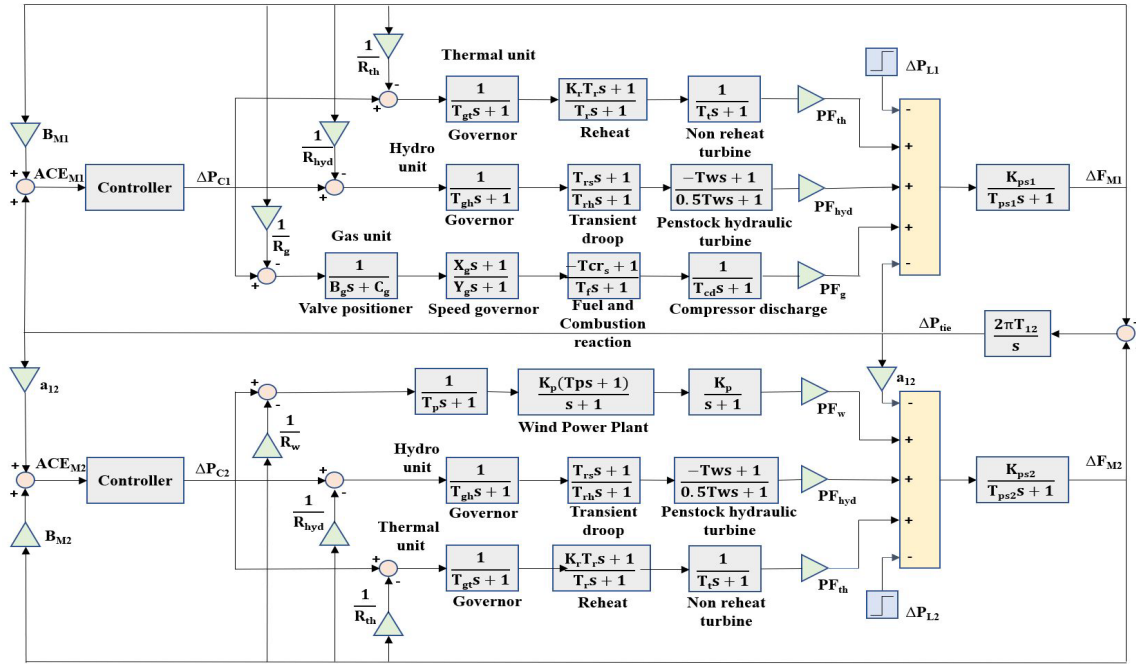 1
R_th
Thermal unit
ΔP_L1
1
T_gt s + 1
Governor
K_r T_r s + 1
T_r s + 1
Reheat
1
T_t s + 1
Non reheat
turbine
PF_th
B_M1
+
ACE_M1
+
Controller
ΔP_C1
1
R_hyd
Hydro
unit
1
T_gh s + 1
Governor
T_rs s + 1
T_rh s + 1
Transient
droop
-Tws + 1
0.5Tws + 1
Penstock hydraulic
turbine
PF_hyd
K_ps1
T_ps1 s + 1
ΔF_M1
1
R_g
Gas unit
1
B_g s + C_g
Valve positioner
X_g s + 1
Y_g s + 1
Speed governor
-Tcr_s + 1
T_f s + 1
Fuel and
Combustion
reaction
1
T_cd s + 1
Compressor discharge
PF_g
-
+
+
+
-
ΔP_tie
2πT_12
s
-
a_12
a_12
1
T_p s + 1
K_p(Tps + 1)
s + 1
K_p
s + 1
Wind Power Plant
PF_w
1
R_w
+
ACE_M2
+
Controller
ΔP_C2
B_M2
1
R_hyd
Hydro
unit
1
T_gh s + 1
Governor
T_rs s + 1
T_rh s + 1
Transient
droop
-Tws + 1
0.5Tws + 1
Penstock hydraulic
turbine
PF_hyd
K_ps2
T_ps2 s + 1
ΔF_M2
Thermal
unit
1
R_th
1
T_gt s + 1
Governor
K_r T_r s + 1
T_r s + 1
Reheat
1
T_t s + 1
Non reheat
turbine
PF_th
-
+
+
+
-
ΔP_L2